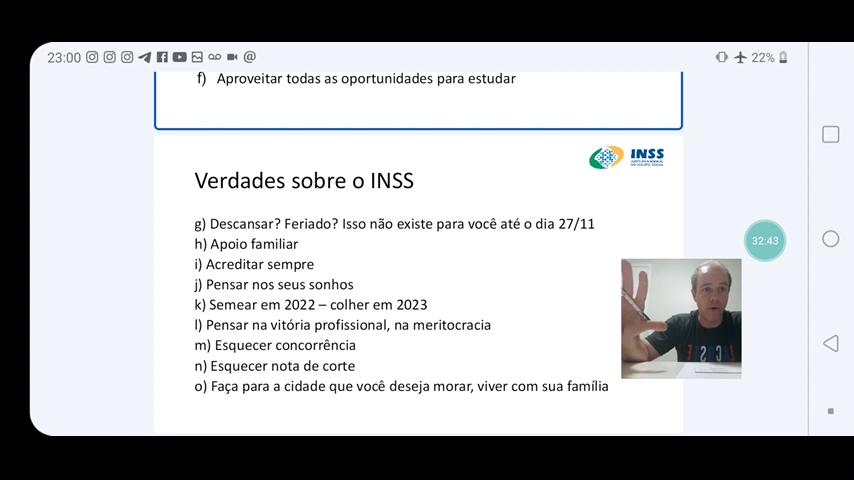 23:00
22%
f) Aproveitar todas as oportunidades para estudar
INSS
Verdades sobre o INSS
g) Descansar? Feriado? Isso não existe para você até o dia 27/11
h) Apoio familiar
i) Acreditar sempre
j) Pensar nos seus sonhos
k) Semear em 2022 – colher em 2023
l) Pensar na vitória profissional, na meritocracia
m) Esquecer concorrência
n) Esquecer nota de corte
o) Faça para a cidade que você deseja morar, viver com sua família
32:43